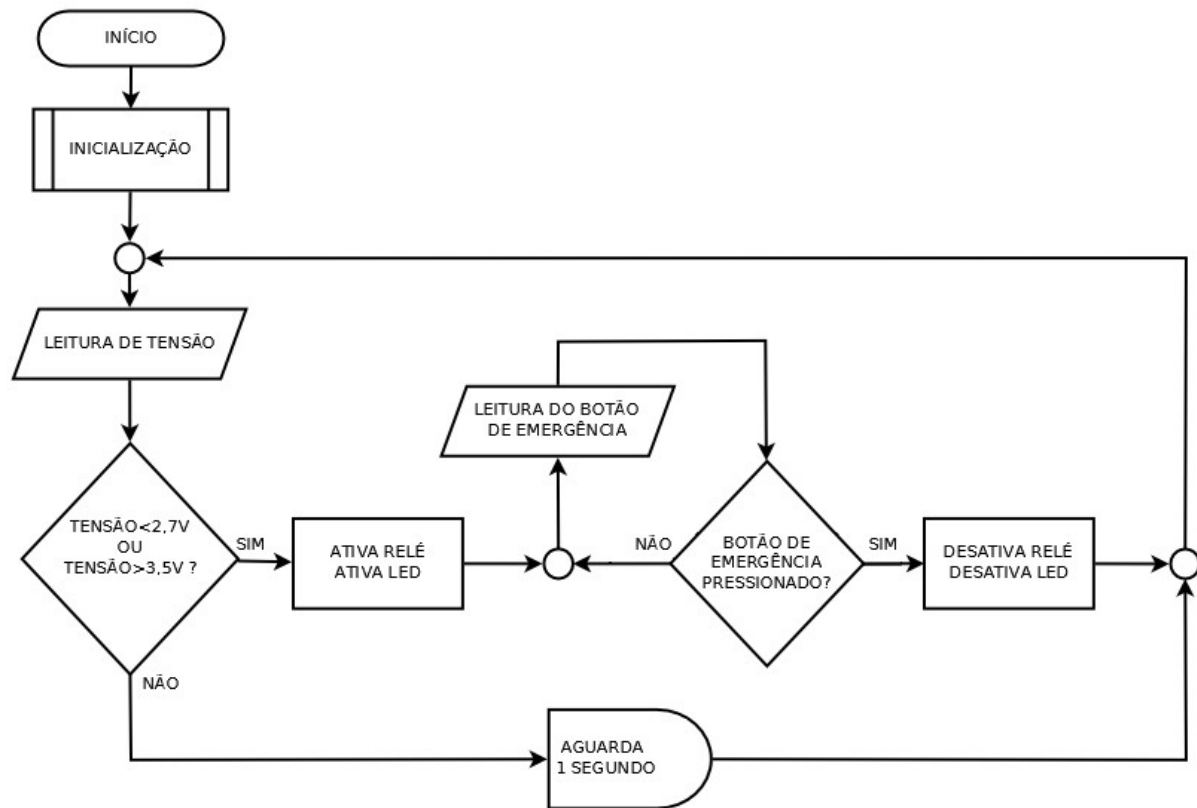 INÍCIO
INICIALIZAÇÃO
LEITURA DE TENSÃO
TENSÃO<2,7V
OU
TENSÃO>3,5V ?
SIM
NÃO
ATIVA RELÉ
ATIVA LED
LEITURA DO BOTÃO
DE EMERGÊNCIA
NÃO
BOTÃO DE
EMERGÊNCIA
PRESSIONADO?
SIM
DESATIVA RELÉ
DESATIVA LED
AGUARDA
1 SEGUNDO